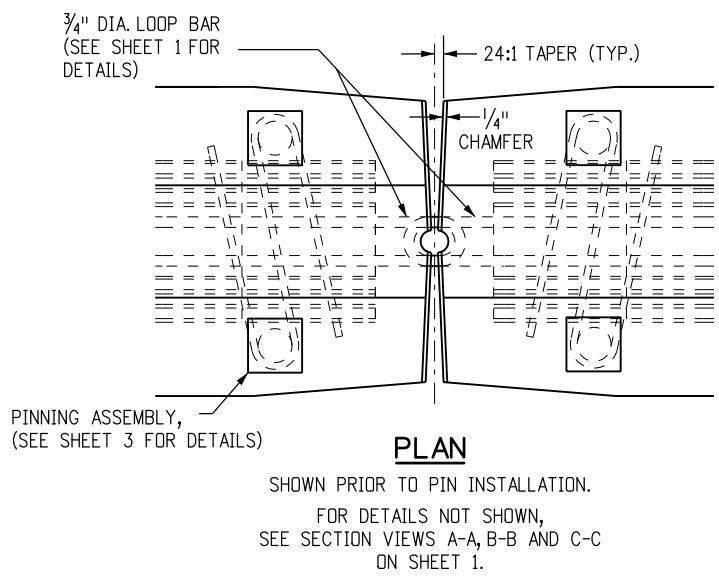 3/4" DIA. LOOP BAR
(SEE SHEET 1 FOR
DETAILS)
24:1 TAPER (TYP.)
1/4"
CHAMFER
PINNING ASSEMBLY,
(SEE SHEET 3 FOR DETAILS)
PLAN
SHOWN PRIOR TO PIN INSTALLATION.
FOR DETAILS NOT SHOWN,
SEE SECTION VIEWS A-A, B-B AND C-C
ON SHEET 1.